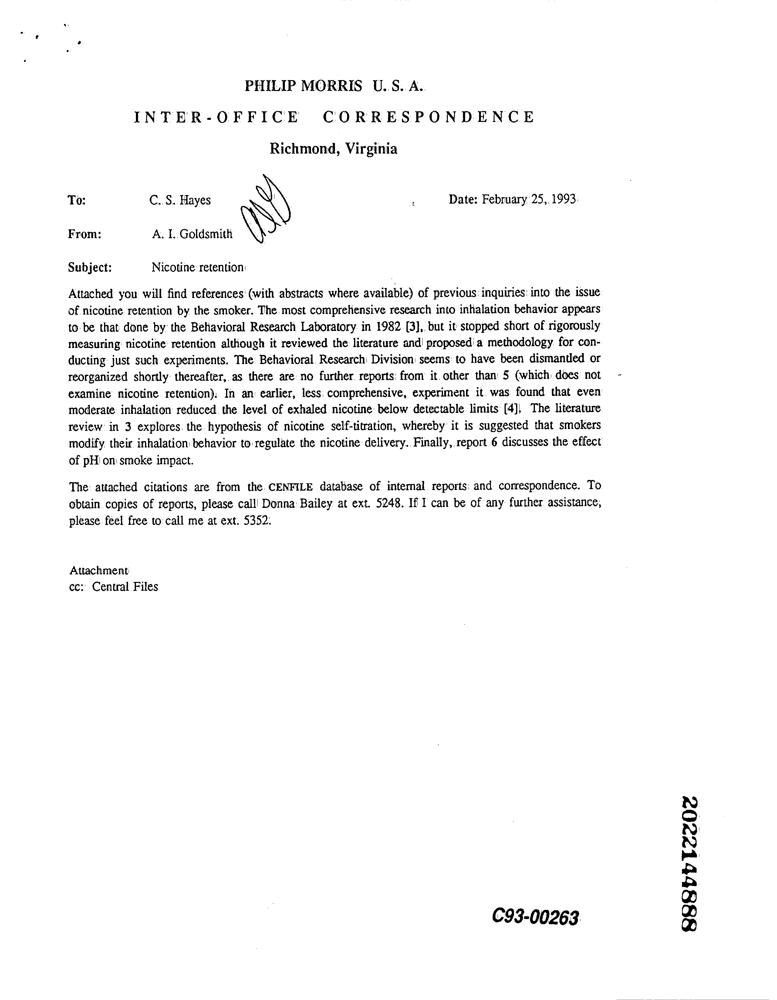 PHILIP MORRIS U. S. A.
INTER-OFFICE CORRESPONDENCE
Richmond, Virginia
To: C. S. Hayes Date: February 25, 1993
From: A. I. Goldsmith
Subject: Nicotine retention
Attached you will find references (with abstracts where available) of previous inquiries into the issue
of nicotine retention by the smoker. The most comprehensive research into inhalation behavior appears
to be that done by the Behavioral Research Laboratory in 1982 [3], but it stopped short of rigorously
measuring nicotine retention although it reviewed the literature and proposed a methodology for con-
ducting just such experiments. The Behavioral Research Division seems to have been dismantled or
reorganized shortly thereafter, as there are no further reports from it other than 5 (which does not
examine nicotine retention). In an earlier, less comprehensive, experiment it was found that even
moderate inhalation reduced the level of exhaled nicotine below detectable limits [4]. The literature
review in 3 explores the hypothesis of nicotine self-titration, whereby it is suggested that smokers
modify their inhalation behavior to regulate the nicotine delivery. Finally, report 6 discusses the effect
of pH on smoke impact.
The attached citations are from the CENFILE database of internal reports and correspondence. To
obtain copies of reports, please call Donna Bailey at ext. 5248. If I can be of any further assistance,
please feel free to call me at ext. 5352.
Attachment
cc: Central Files
2022144888
C93-00263